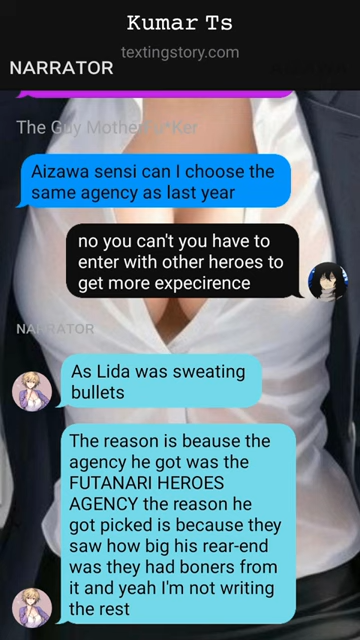 Kumar Ts
textingstory.com
NARRATOR
The Guy Mother
Aizawa sensi can I choose the
same agency as last year
no you can't you have to
enter with other heroes to
get more expecirence
NARRATOR
As Lida was sweating
bullets
The reason is beause the
agency he got was the
FUTANARI HEROES
AGENCY the reason he
got picked is because they
saw how big his rear-end
was they had boners from
it and yeah I'm not writing
the rest